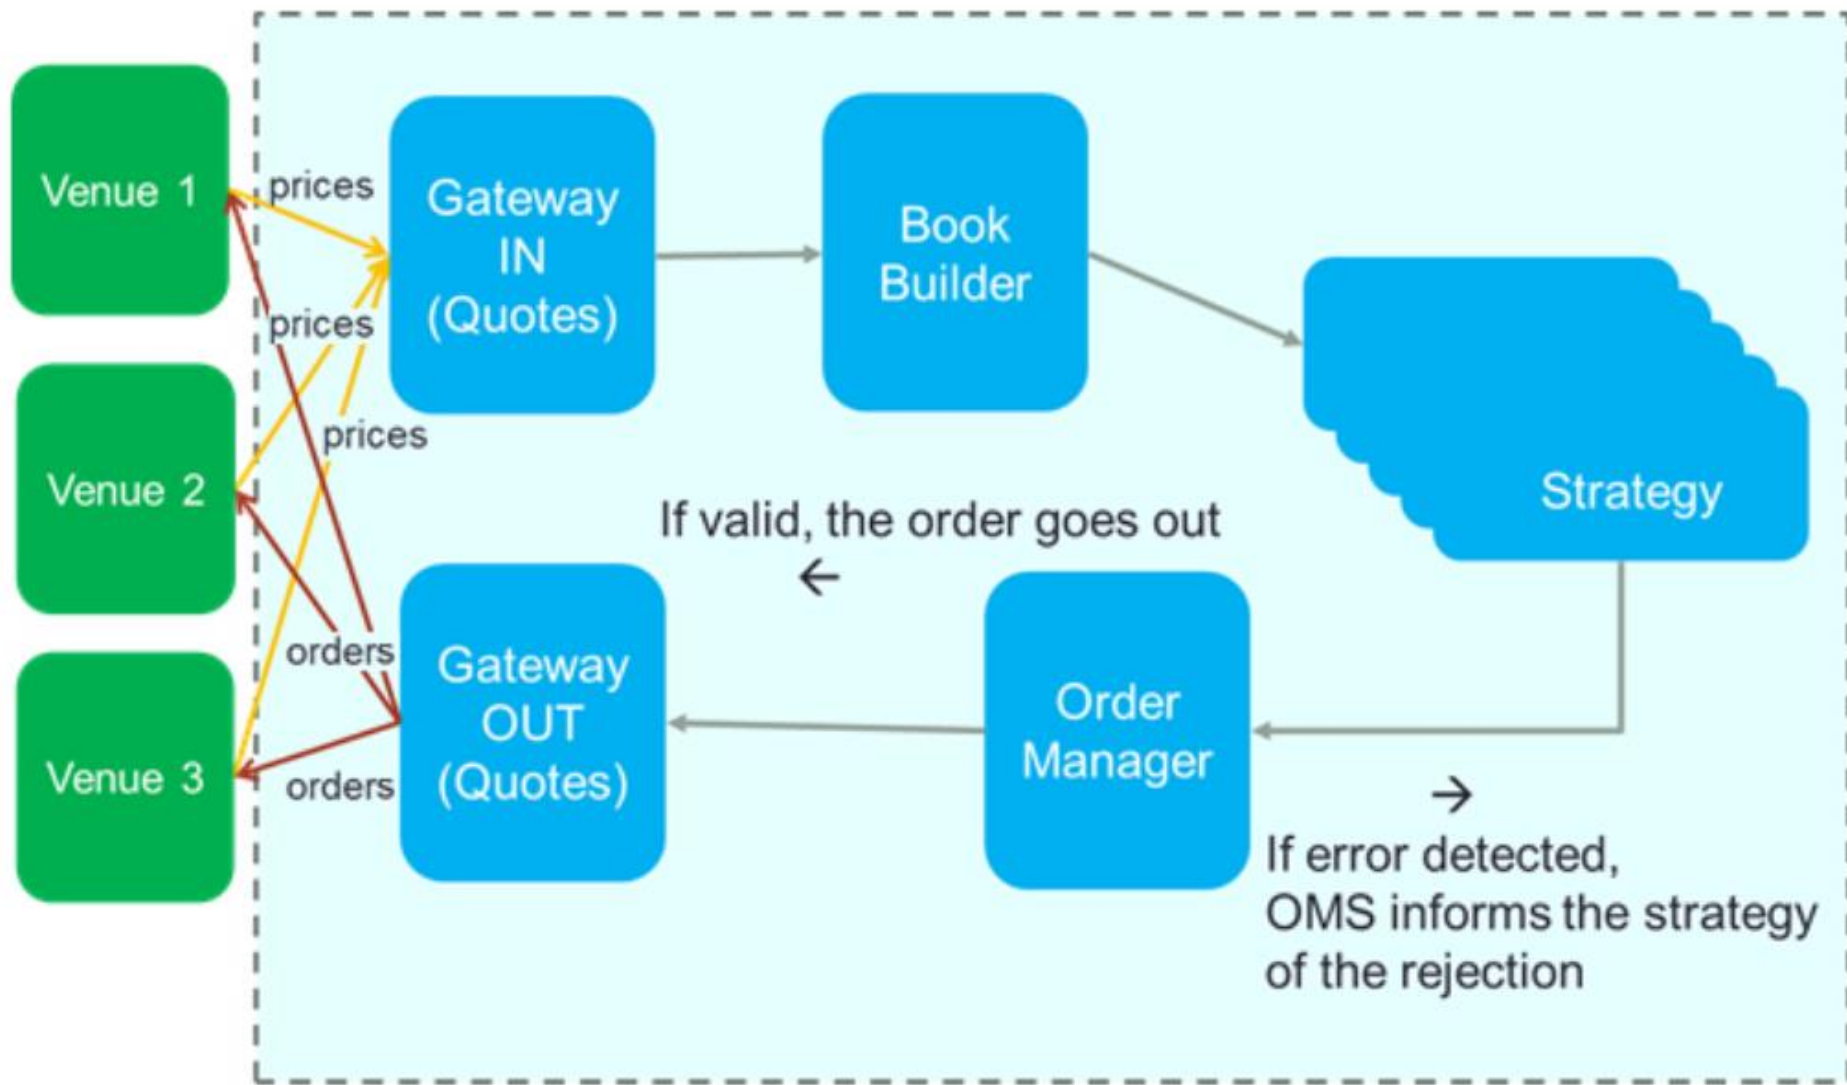 Venue 1
prices
Gateway
IN
(Quotes)
Book
Builder
prices
prices
Venue 2
Strategy
If valid, the order goes out
←
orders
Gateway
OUT
(Quotes)
Order
Manager
Venue 3
orders
→
If error detected,
OMS informs the strategy
of the rejection